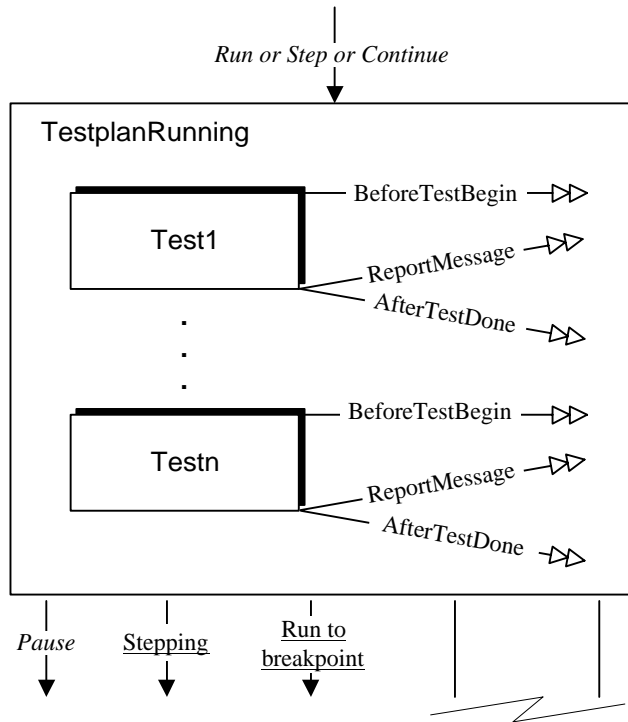 Run or Step or Continue
TestplanRunning
BeforeTestBegin
Test1
ReportMessage
AfterTestDone
BeforeTestBegin
Testn
ReportMessage
AfterTestDone
Pause
Stepping
Run to
breakpoint